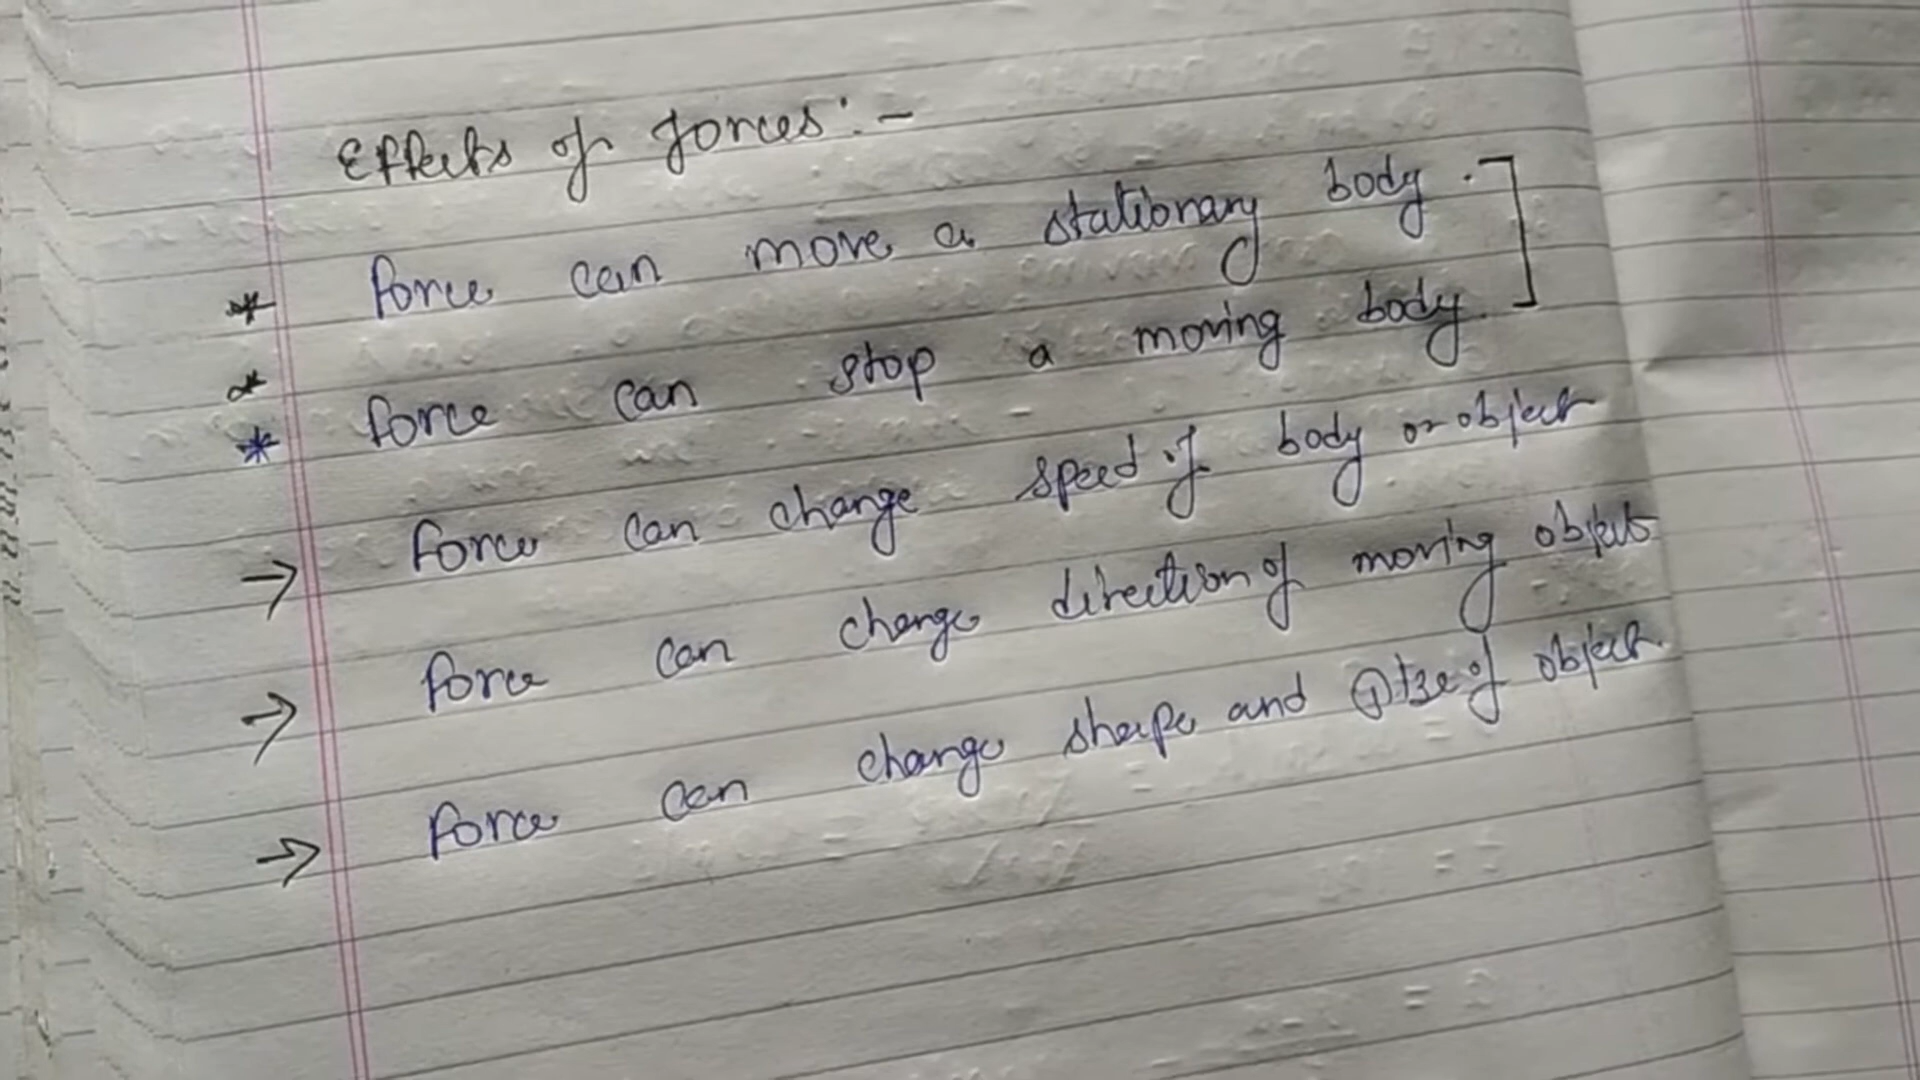 Effects of forces :-
* force can move a stationary body.
*
* force can stop a moving body.
→ force can change speed of body or object
→ force can change direction of moving objects
→ force can change shape and size of object.